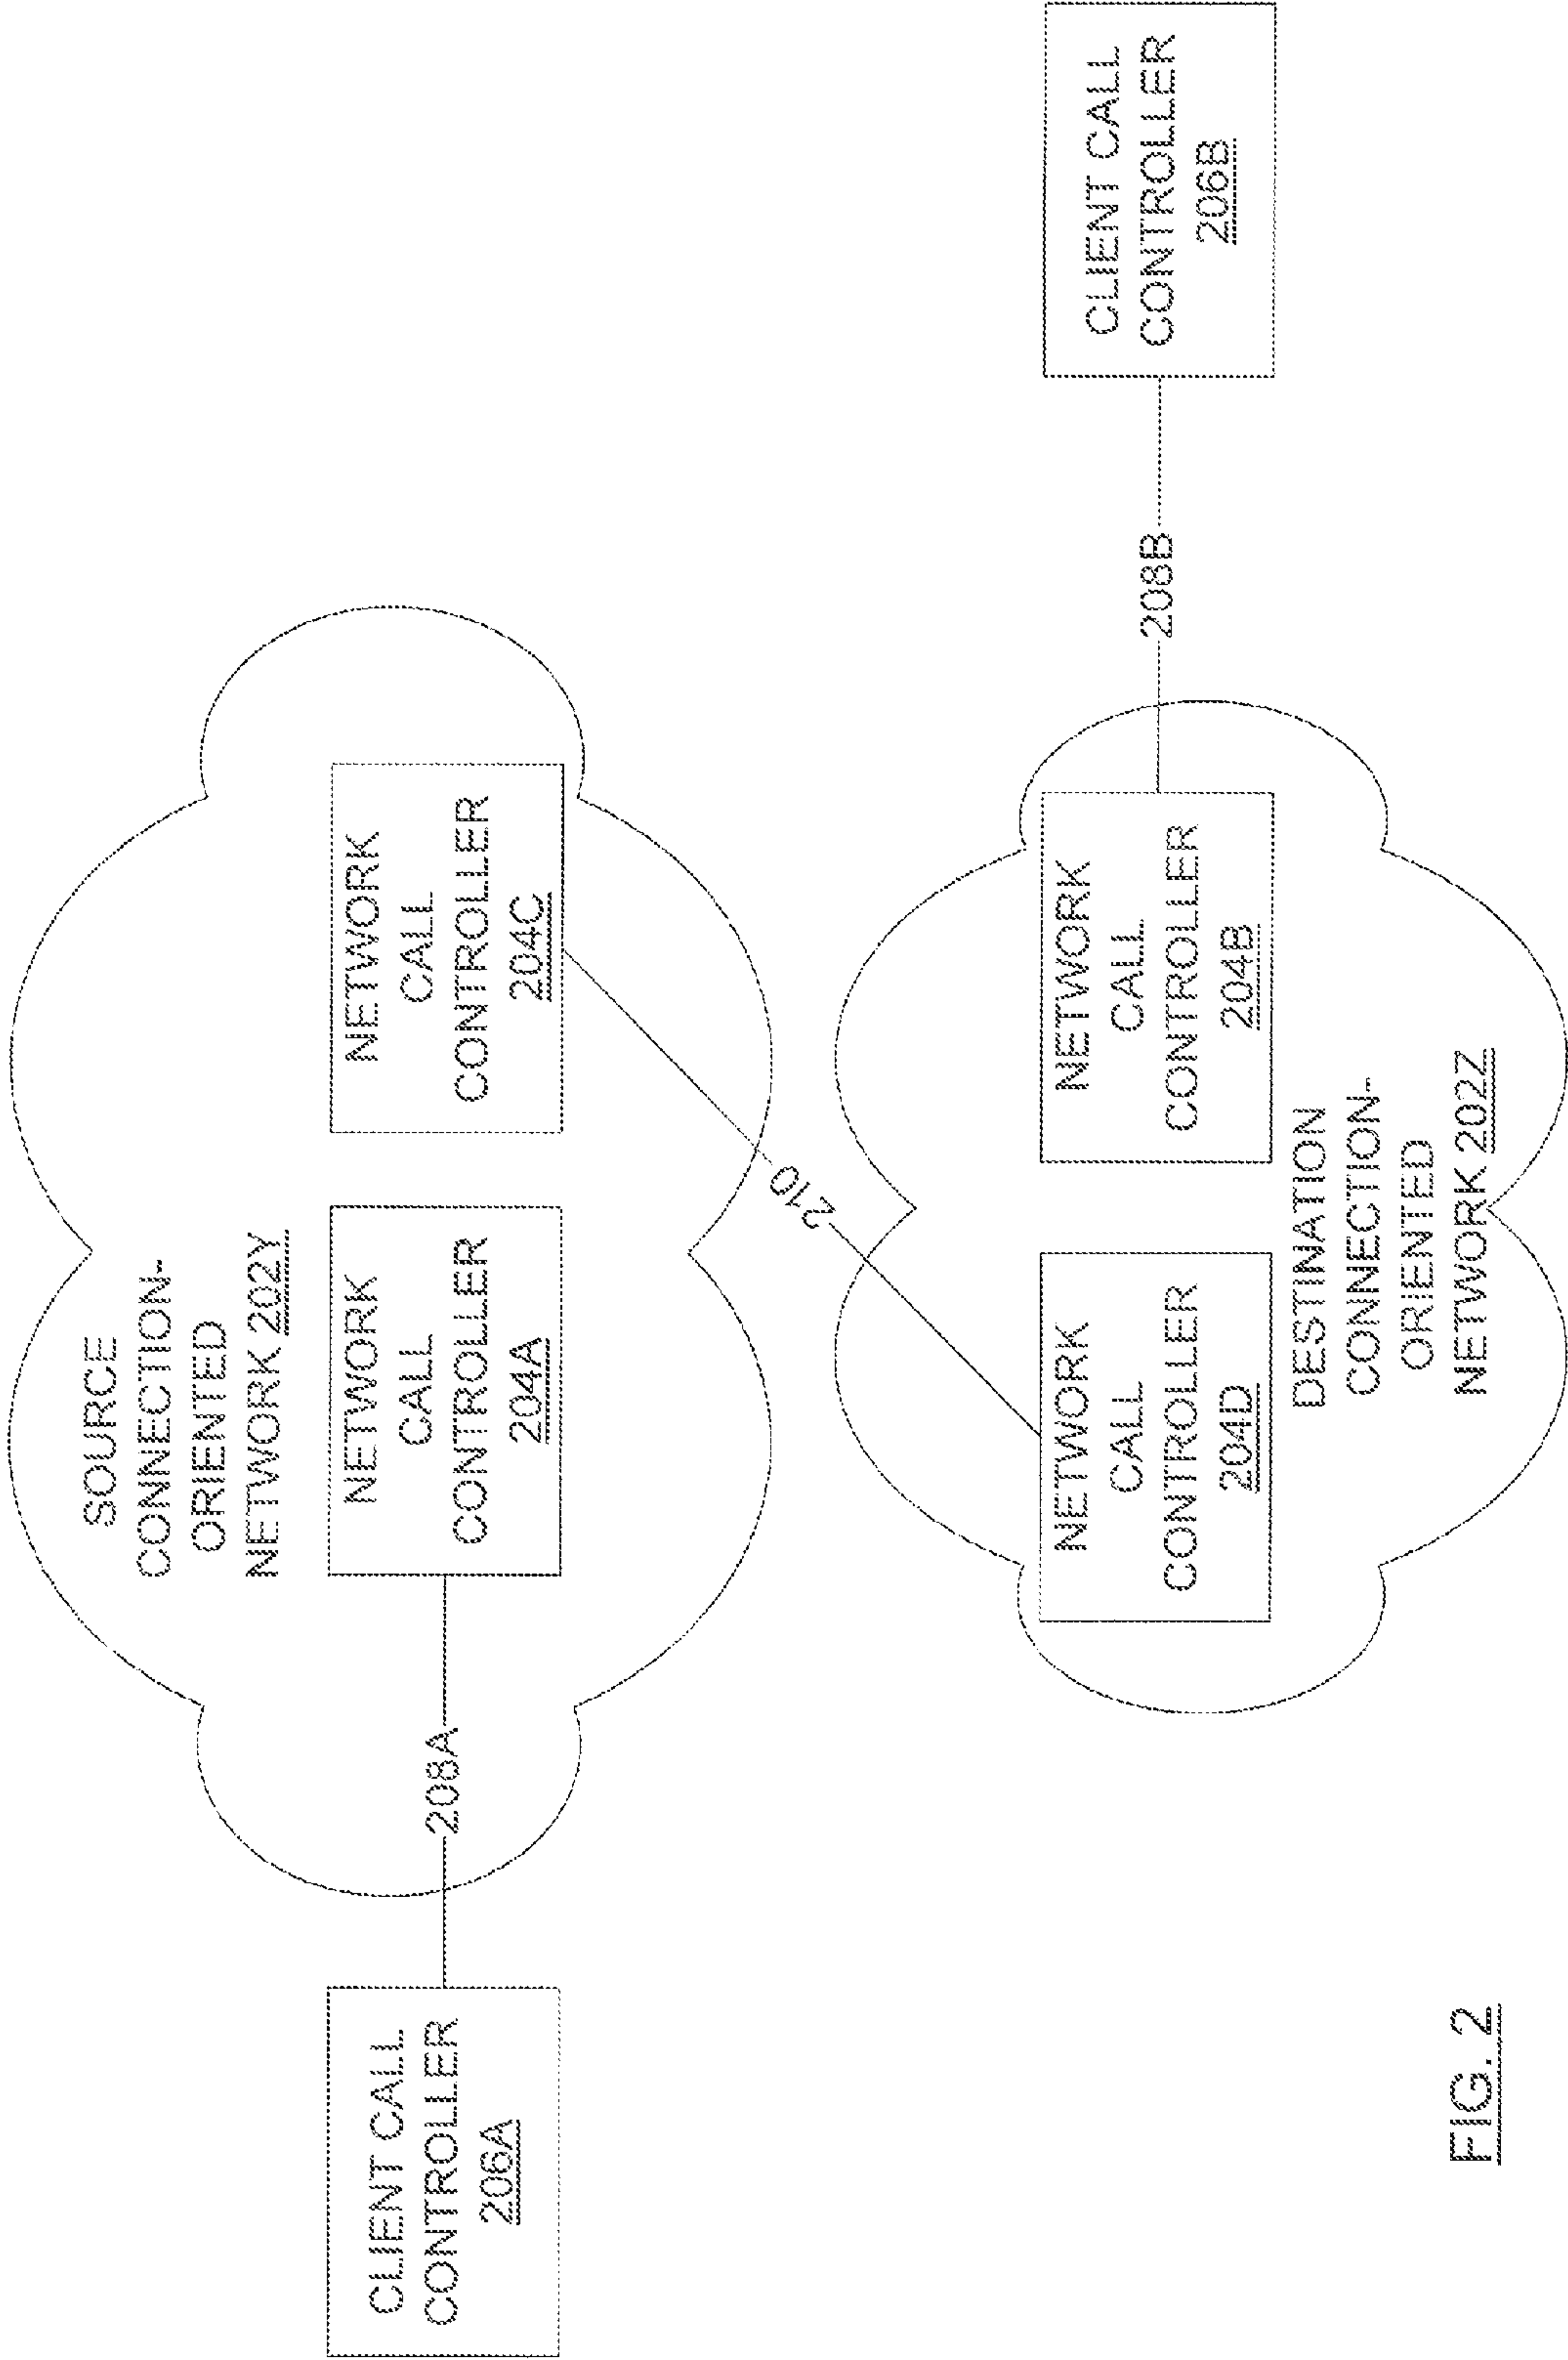 SOURCE
CONNECTION-
ORIENTED
NETWORK 202Y
CLIENT CALL
CONTROLLER
206A
208A
NETWORK
CALL
CONTROLLER
204A
NETWORK
CALL
CONTROLLER
204C
210
NETWORK
CALL
CONTROLLER
204D
NETWORK
CALL
CONTROLLER
204B
208B
CLIENT CALL
CONTROLLER
206B
DESTINATION
CONNECTION-
ORIENTED
NETWORK 202Z
FIG. 2